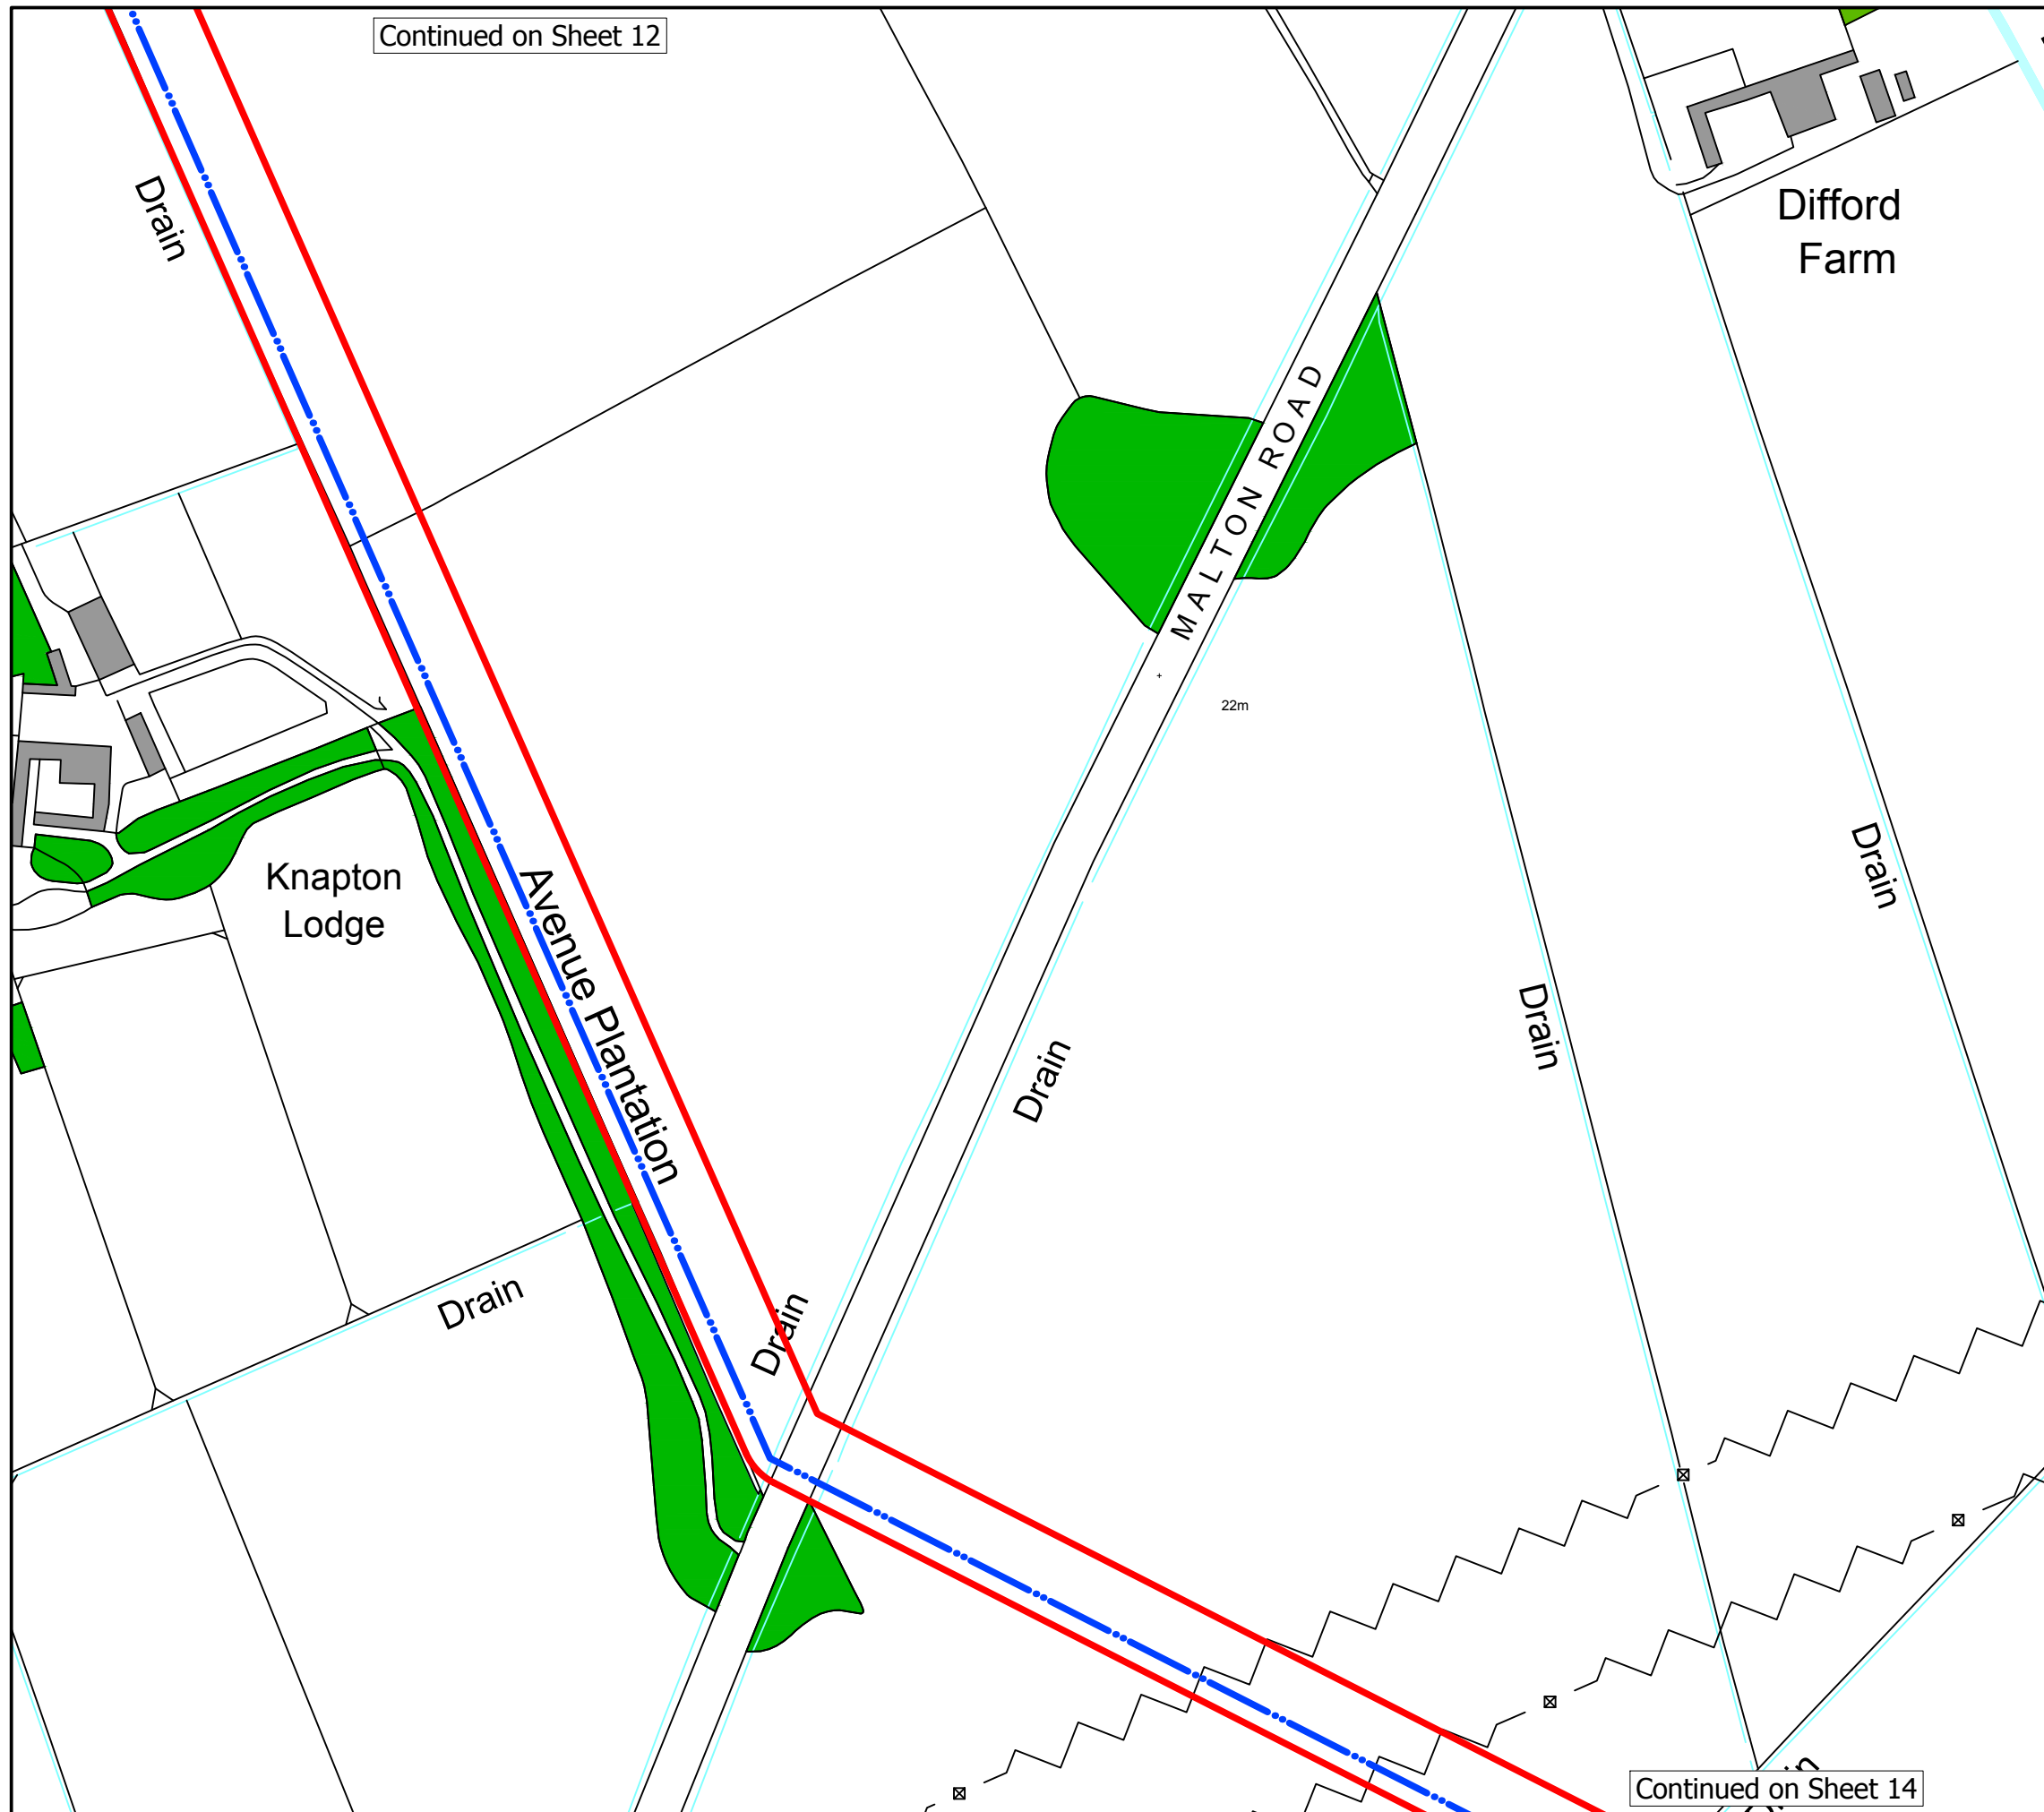 Continued on Sheet 12
Drain
Difford
Farm
MALTON ROAD
22m
Knapton
Lodge
Avenue Plantation
Drain
Drain
Drain
Drain
Drain
Continued on Sheet 14